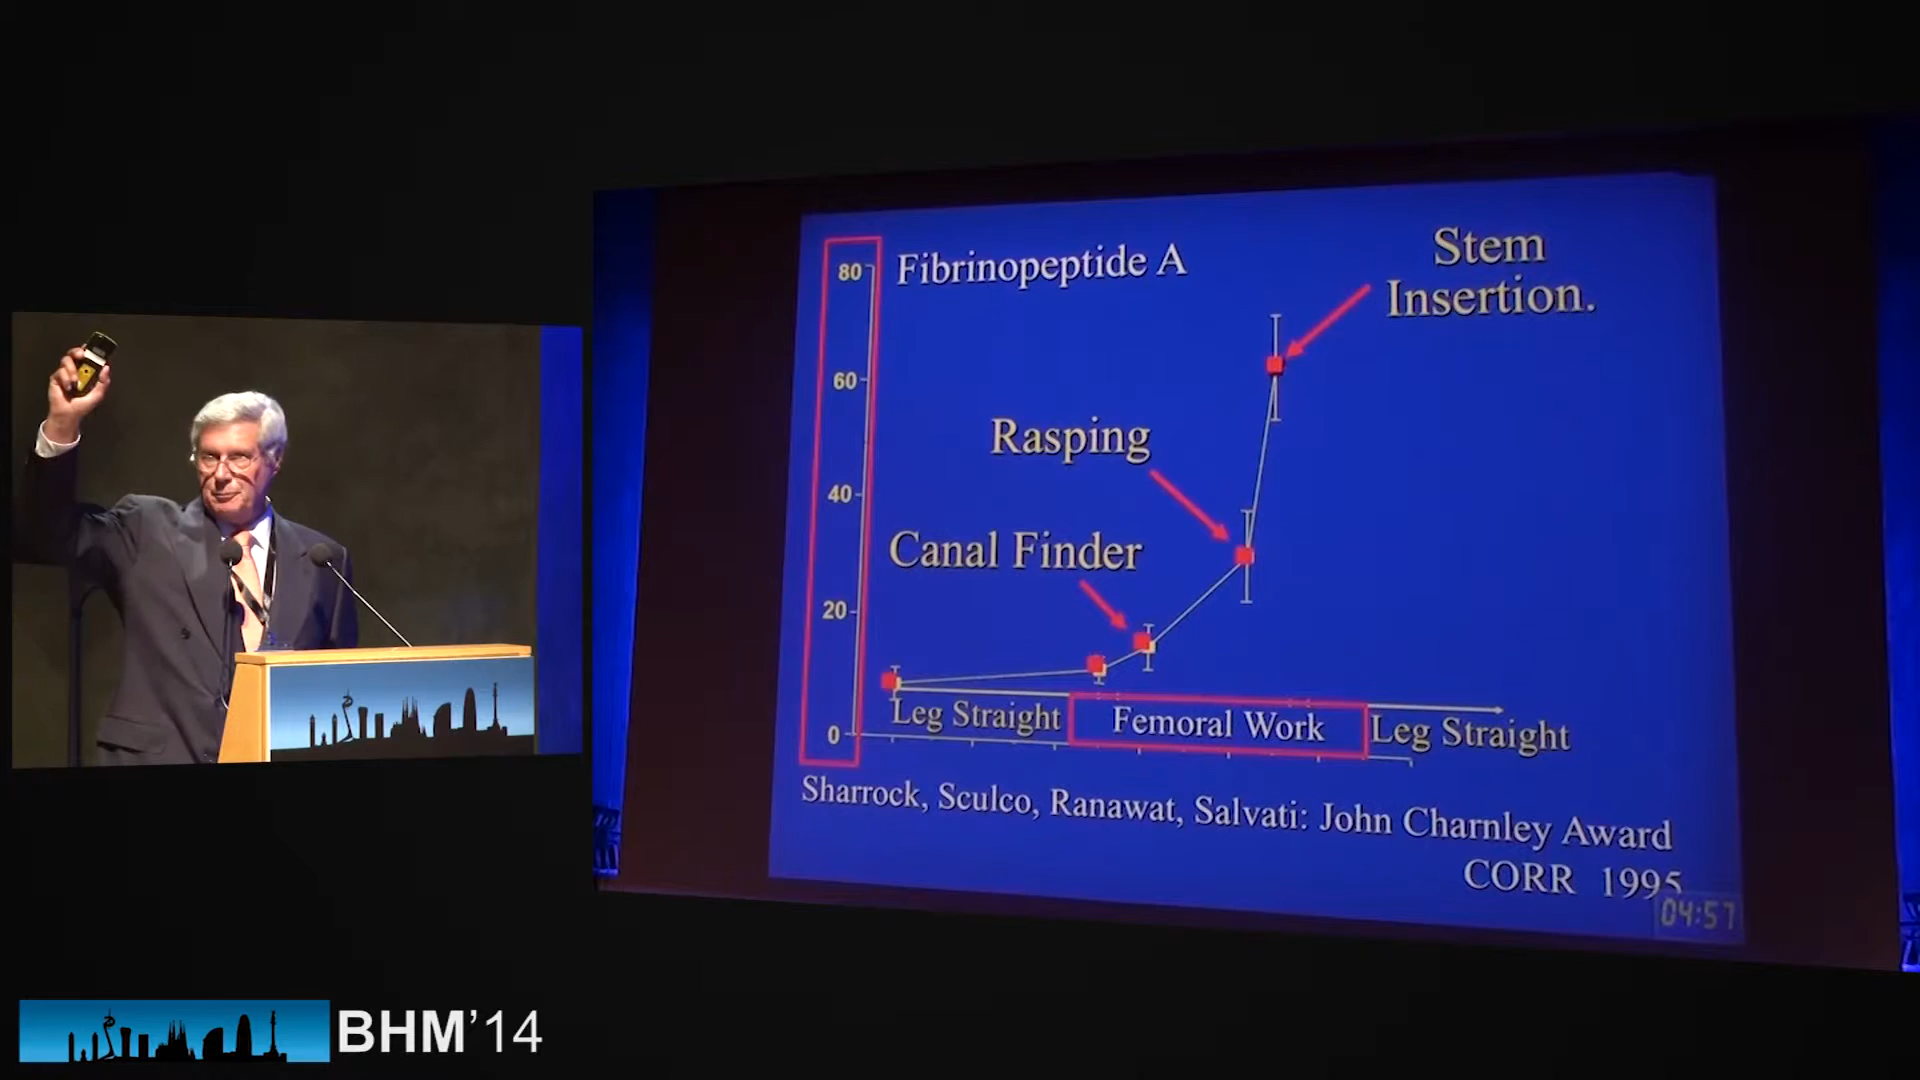 80
Fibrinopeptide A
Stem
Insertion.
60
Rasping
40
Canal Finder
20
Leg Straight
Femoral Work
Leg Straight
0
Sharrock, Sculco, Ranawat, Salvati: John Charnley Award
CORR 1995
04:57
BHM'14